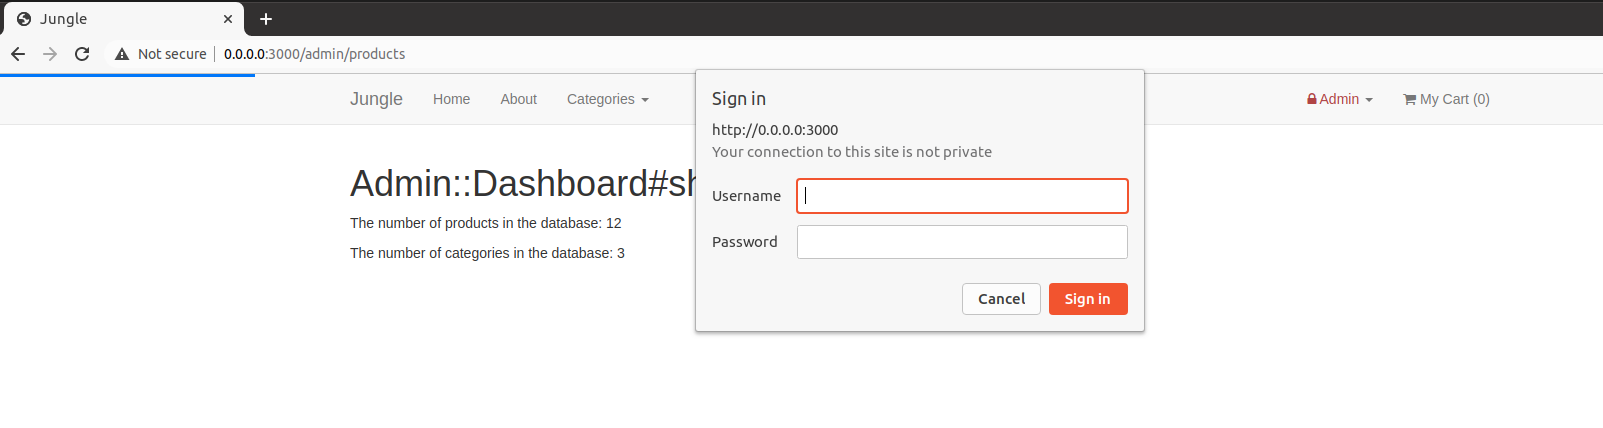 Jungle
Not secure 0.0.0.0:3000/admin/products
Jungle Home About Categories Admin My Cart (0)
Sign in
http://0.0.0.0:3000
Your connection to this site is not private
Username
Password
Cancel Sign in
Admin::Dashboard#sh
The number of products in the database: 12
The number of categories in the database: 3